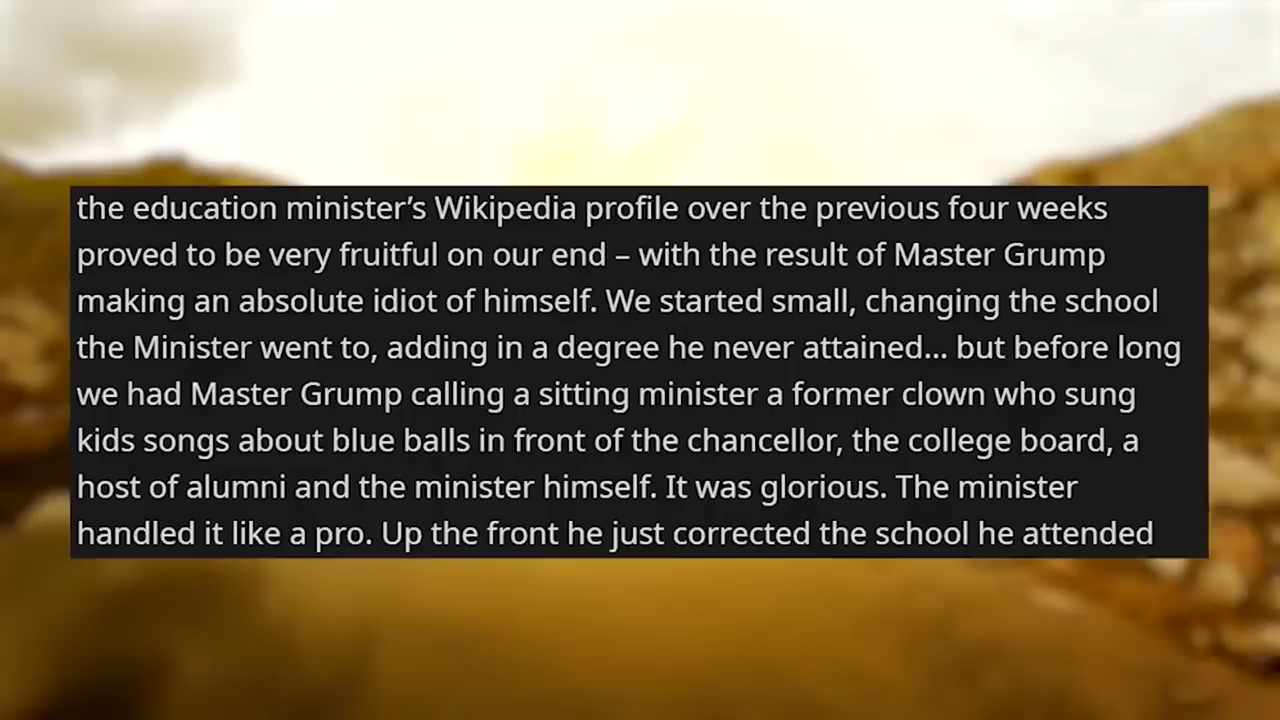 the education minister’s Wikipedia profile over the previous four weeks
proved to be very fruitful on our end – with the result of Master Grump
making an absolute idiot of himself. We started small, changing the school
the Minister went to, adding in a degree he never attained... but before long
we had Master Grump calling a sitting minister a former clown who sung
kids songs about blue balls in front of the chancellor, the college board, a
host of alumni and the minister himself. It was glorious. The minister
handled it like a pro. Up the front he just corrected the school he attended